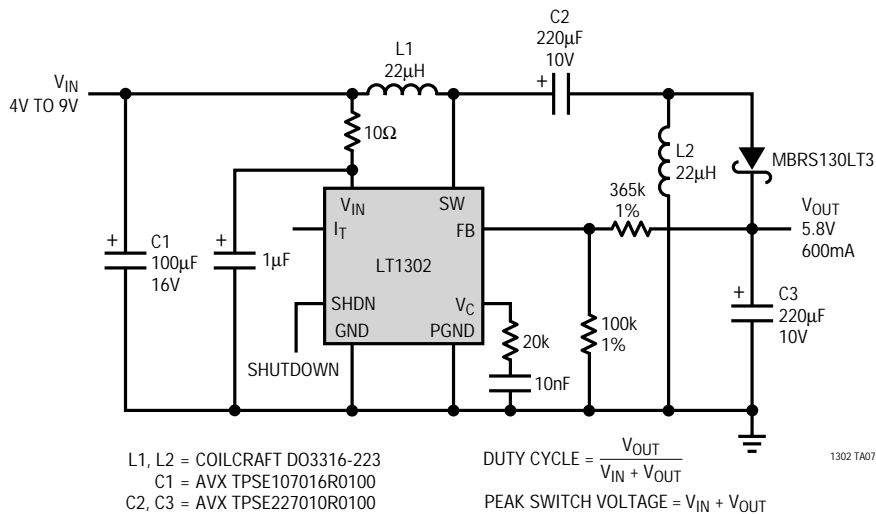 C2
220µF
10V
L1
22µH
VIN
4V TO 9V
10Ω
L2
22µH
MBRS130LT3
365k
1%
VOUT
5.8V
600mA
VIN
SW
IT
FB
LT1302
SHDN
VC
GND
PGND
C1
100µF
16V
1µF
C3
220µF
10V
100k
1%
20k
10nF
SHUTDOWN
L1, L2 = COILCRAFT DO3316-223
C1 = AVX TPSE107016R0100
C2, C3 = AVX TPSE227010R0100
DUTY CYCLE = VOUT / VIN + VOUT
PEAK SWITCH VOLTAGE = VIN + VOUT
1302 TA07